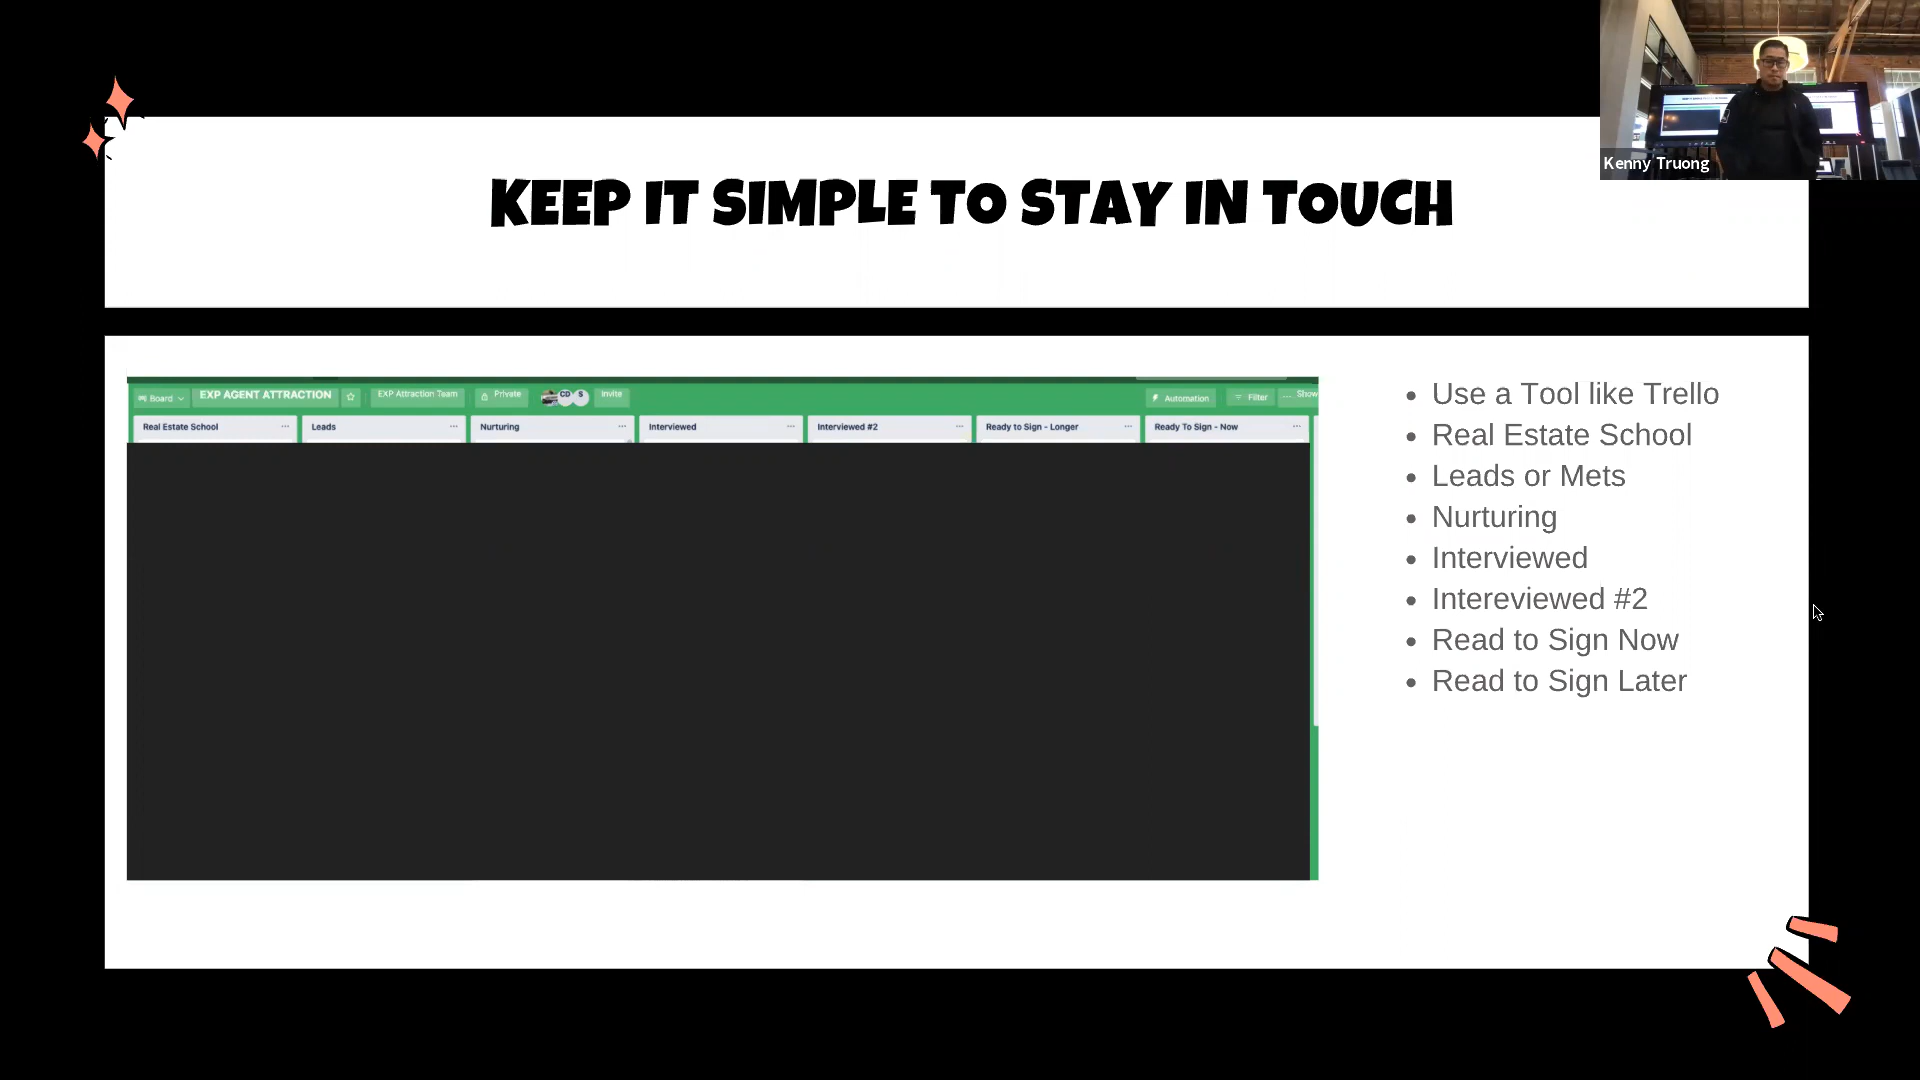 KEEP IT SIMPLE TO STAY IN TOUCH
Kenny Truong
Board
EXP AGENT ATTRACTION
EXP Attraction Team
Private
CD
S
Invite
Automation
Filter
Show
Real Estate School
Leads
Nurturing
Interviewed
Interviewed #2
Ready to Sign - Longer
Ready To Sign - Now
Use a Tool like Trello
Real Estate School
Leads or Mets
Nurturing
Interviewed
Intereviewed #2
Read to Sign Now
Read to Sign Later